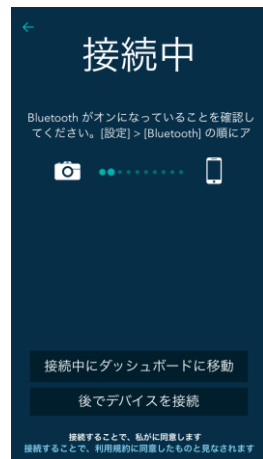 接続中
Bluetooth がオンになっていることを確認し
てください。[設定] > [Bluetooth] の順にア
接続中にダッシュボードに移動
後でデバイスを接続
接続することで、私がに同意します
接続することで、利用規約に同意したものと見なされます